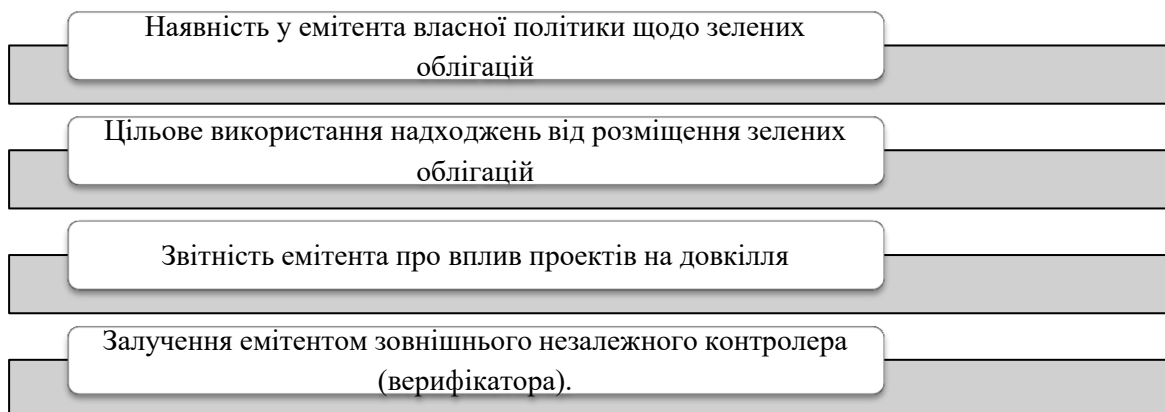 Наявність у емітента власної політики щодо зелених
облігацій
Цільове використання надходжень від розміщення зелених
облігацій
Звітність емітента про вплив проектів на довкілля
Залучення емітентом зовнішнього незалежного контролера
(верифікатора).